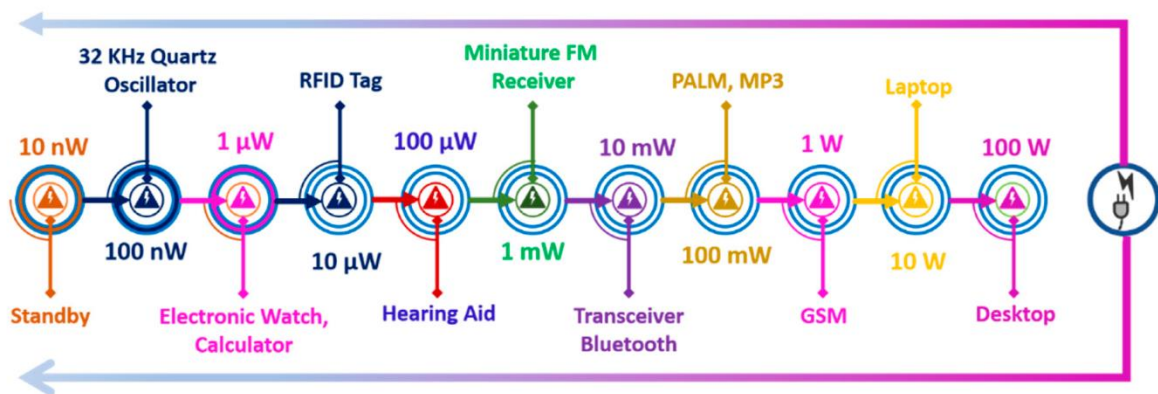 32 KHz Quartz
Oscillator
RFID Tag
Miniature FM
Receiver
PALM, MP3
Laptop
10 nW
1 µW
100 µW
10 mW
1 W
100 W
100 nW
10 µW
1 mW
100 mW
10 W
Standby
Electronic Watch,
Calculator
Hearing Aid
Transceiver
Bluetooth
GSM
Desktop